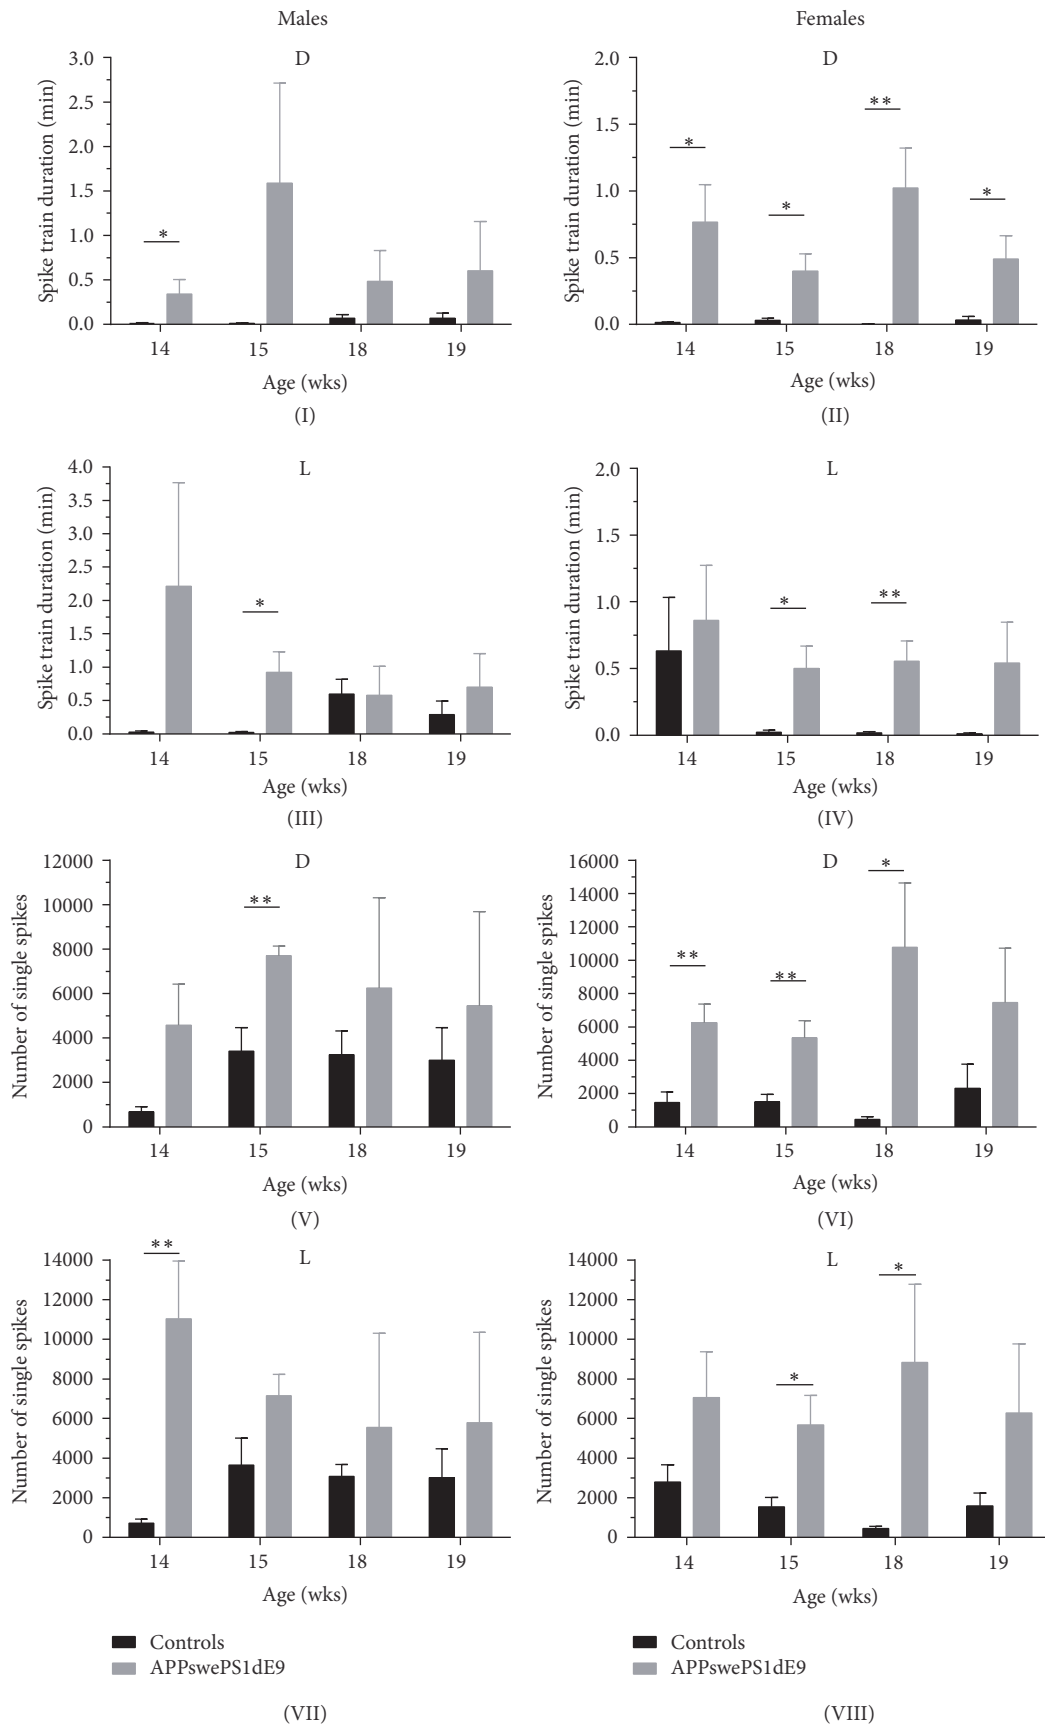 Males
Females
D
Spike train duration (min)
3.0
2.5
2.0
1.5
1.0
0.5
0.0
*
14 15 18 19
Age (wks)
(I)
D
Spike train duration (min)
2.0
1.5
1.0
0.5
0.0
* * ** *
14 15 18 19
Age (wks)
(II)
L
Spike train duration (min)
4.0
3.5
3.0
2.5
2.0
1.5
1.0
0.5
0.0
*
14 15 18 19
Age (wks)
(III)
L
Spike train duration (min)
2.0
1.5
1.0
0.5
0.0
* **
14 15 18 19
Age (wks)
(IV)
D
Number of single spikes
12000
10000
8000
6000
4000
2000
0
**
14 15 18 19
Age (wks)
(V)
D
Number of single spikes
16000
14000
12000
10000
8000
6000
4000
2000
0
** ** *
14 15 18 19
Age (wks)
(VI)
L
Number of single spikes
14000
12000
10000
8000
6000
4000
2000
0
**
14 15 18 19
Age (wks)
Controls
APPswePS1dE9
(VII)
L
Number of single spikes
14000
12000
10000
8000
6000
4000
2000
0
* *
14 15 18 19
Age (wks)
Controls
APPswePS1dE9
(VIII)